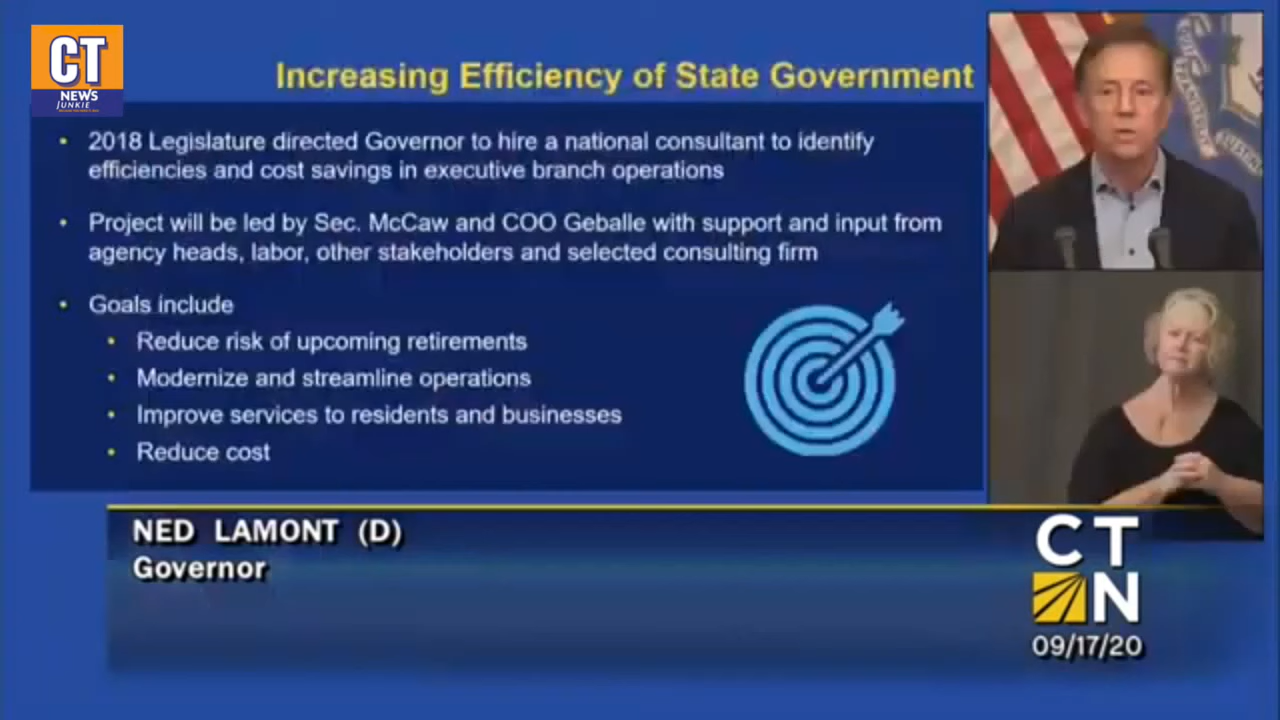 CT
NEWS
JUNKIE
Increasing Efficiency of State Government
• 2018 Legislature directed Governor to hire a national consultant to identify
efficiencies and cost savings in executive branch operations
• Project will be led by Sec. McCaw and COO Geballe with support and input from
agency heads, labor, other stakeholders and selected consulting firm
• Goals include
• Reduce risk of upcoming retirements
• Modernize and streamline operations
• Improve services to residents and businesses
• Reduce cost
NED LAMONT (D)
Governor
CT
N
09/17/20